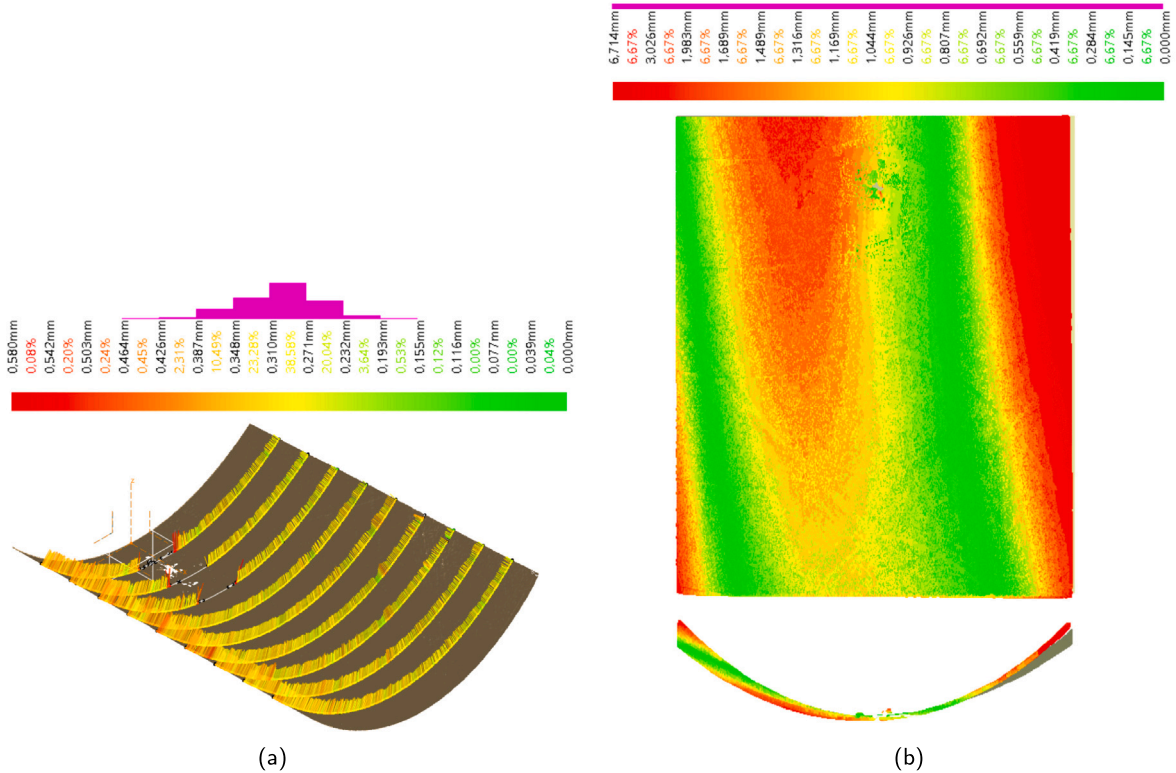 0,580mm
0,08%
0,542mm
0,20%
0,503mm
0,24%
0,464mm
0,45%
0,426mm
2,31%
0,387mm
10,49%
0,348mm
23,28%
0,310mm
38,58%
0,271mm
20,04%
0,232mm
3,64%
0,193mm
0,53%
0,155mm
0,12%
0,116mm
0,00%
0,077mm
0,00%
0,039mm
0,04%
0,000mm
(a)
6,714mm
6,67%
3,026mm
6,67%
1,983mm
6,67%
1,689mm
6,67%
1,489mm
6,67%
1,316mm
6,67%
1,169mm
6,67%
1,044mm
6,67%
0,926mm
6,67%
0,807mm
6,67%
0,692mm
6,67%
0,559mm
6,67%
0,419mm
6,67%
0,284mm
6,67%
0,145mm
6,67%
0,000mm
(b)